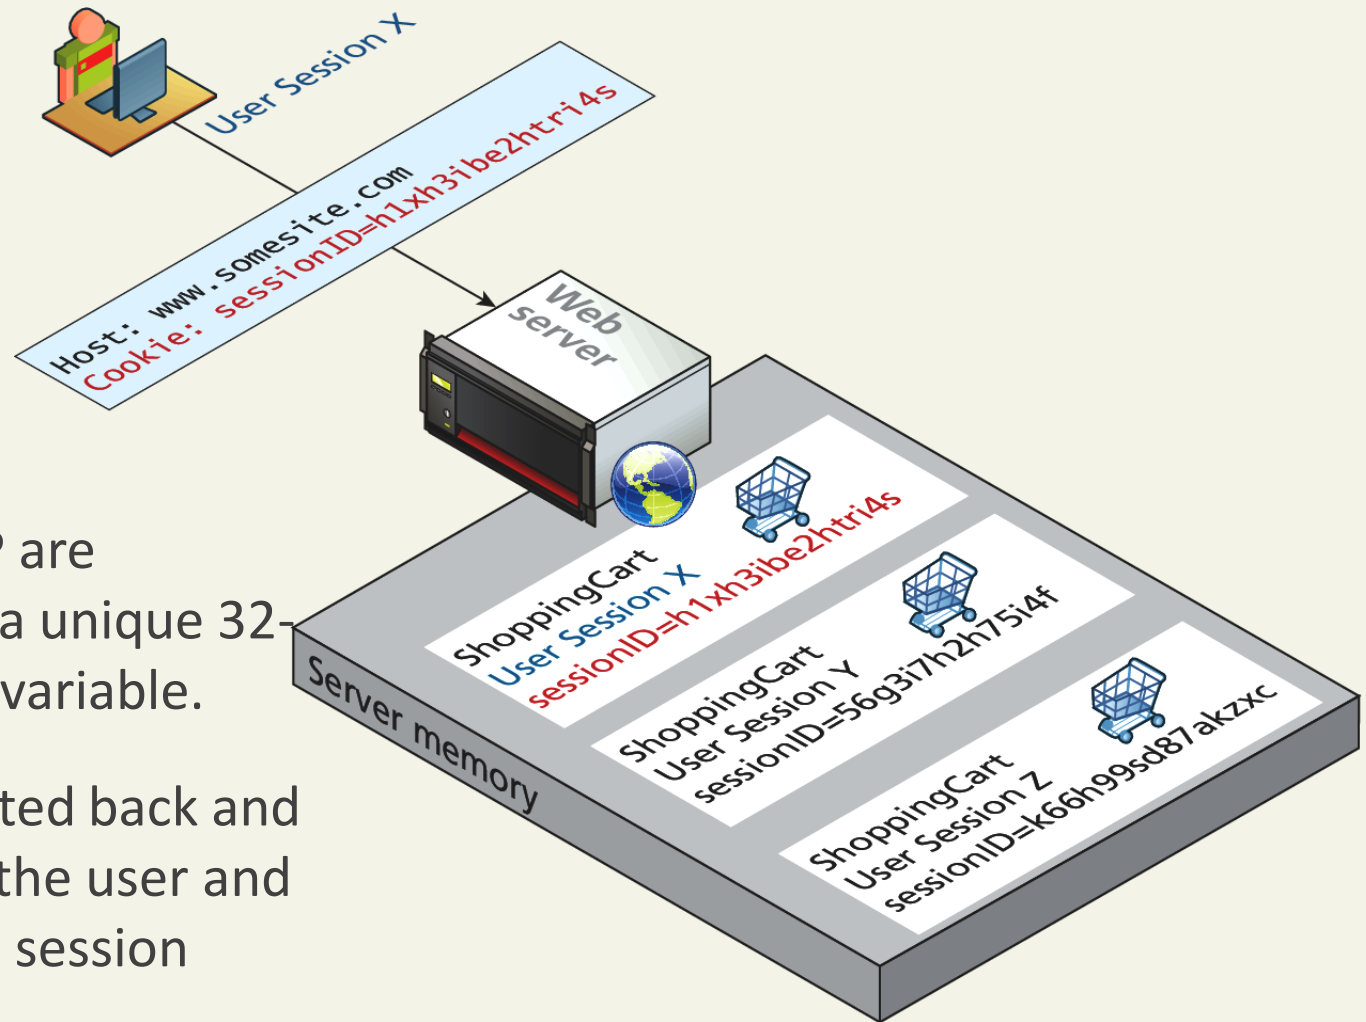 User Session X
Host: www.somesite.com
Cookie: sessionID=h1xh3ibe2htri4s
Web
server
ShoppingCart
User Session X
sessionID=h1xh3ibe2htri4s
ShoppingCart
User Session Y
sessionID=56g3i7h2h75i4f
ShoppingCart
User Session Z
sessionID=k66h99sd87akzxc
Server memory
are
a unique 32-
variable.
ted back and
the user and
session